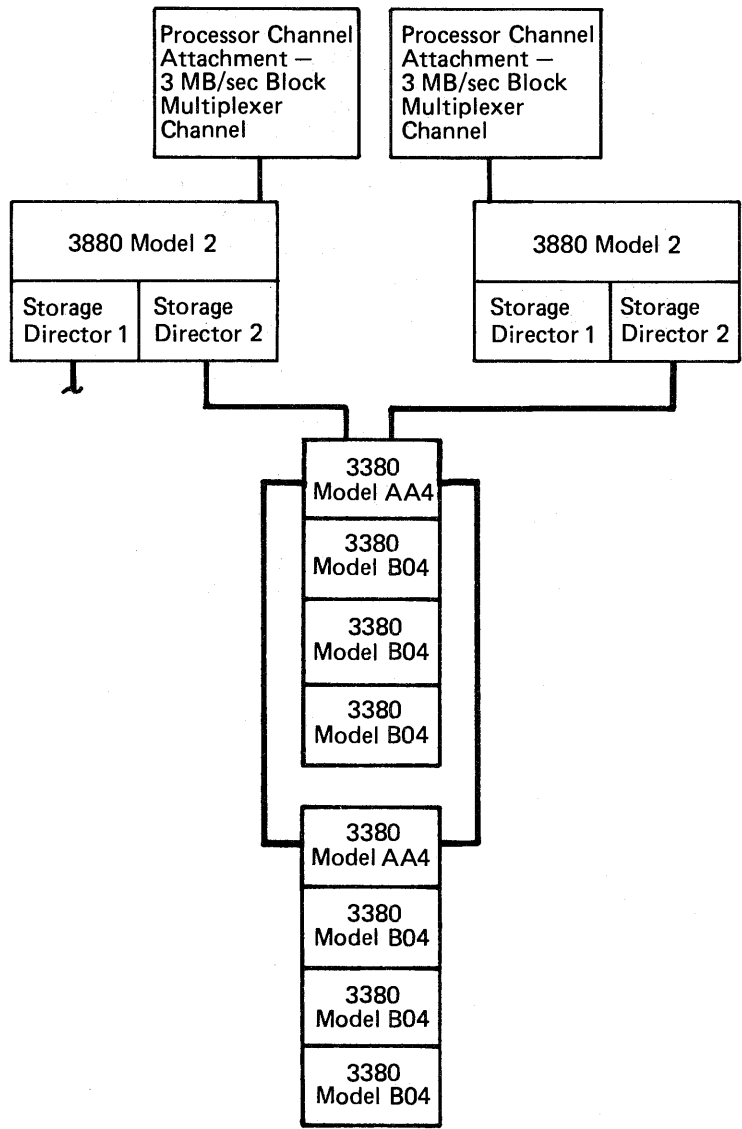 Processor Channel
Attachment —
3 MB/sec Block
Multiplexer
Channel
Processor Channel
Attachment —
3 MB/sec Block
Multiplexer
Channel
3880 Model 2
Storage
Director 1
Storage
Director 2
3880 Model 2
Storage
Director 1
Storage
Director 2
3380
Model AA4
3380
Model B04
3380
Model B04
3380
Model B04
3380
Model AA4
3380
Model B04
3380
Model B04
3380
Model B04